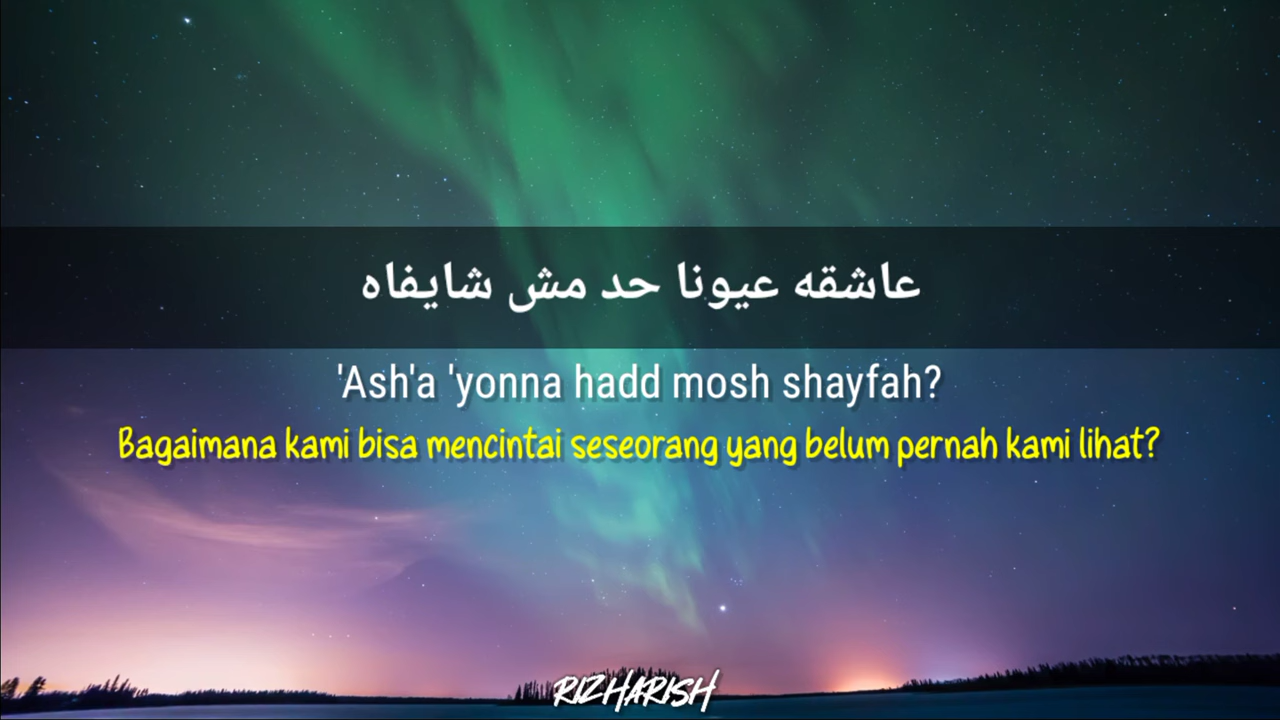 عاشقه عيونا حد مش شايفاه
'Ash'a 'yonna hadd mosh shayfah?
Bagaimana kami bisa mencintai seseorang yang belum pernah kami lihat?
RIZHARISH